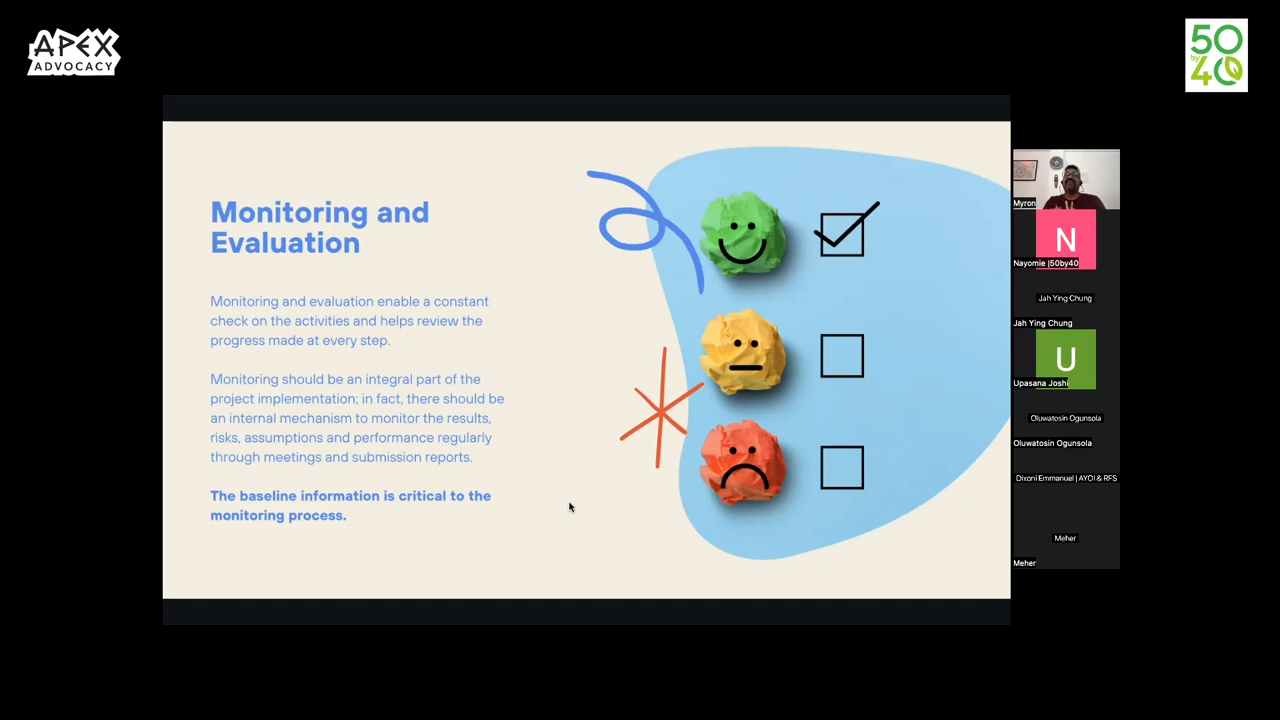 APEX
ADVOCACY
50
by
40
Monitoring and
Evaluation
Monitoring and evaluation enable a constant
check on the activities and helps review the
progress made at every step.
Monitoring should be an integral part of the
project implementation; in fact, there should be
an internal mechanism to monitor the results,
risks, assumptions and performance regularly
through meetings and submission reports.
The baseline information is critical to the
monitoring process.
Myron
N
Nayomie |50by40
Jah Ying Chung
Jah Ying Chung
U
Upasana Joshi
Oluwatosin Ogunsola
Oluwatosin Ogunsola
Dixoni Emmanuel | AYOI & RFS
Meher
Meher